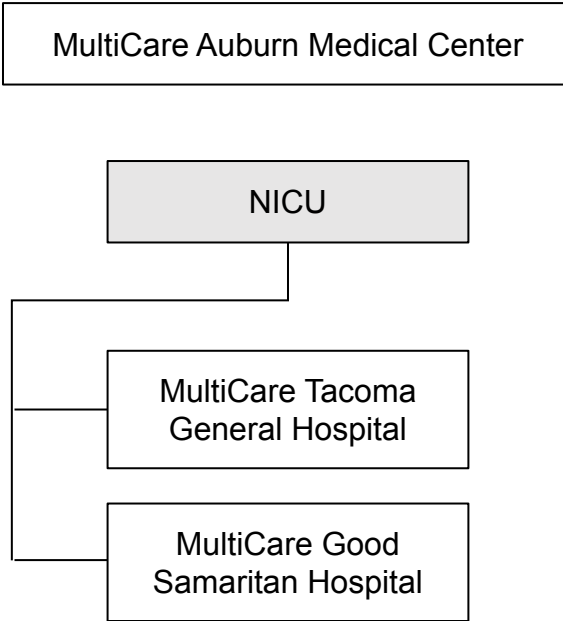 MultiCare Auburn Medical Center
NICU
MultiCare Tacoma
General Hospital
MultiCare Good
Samaritan Hospital